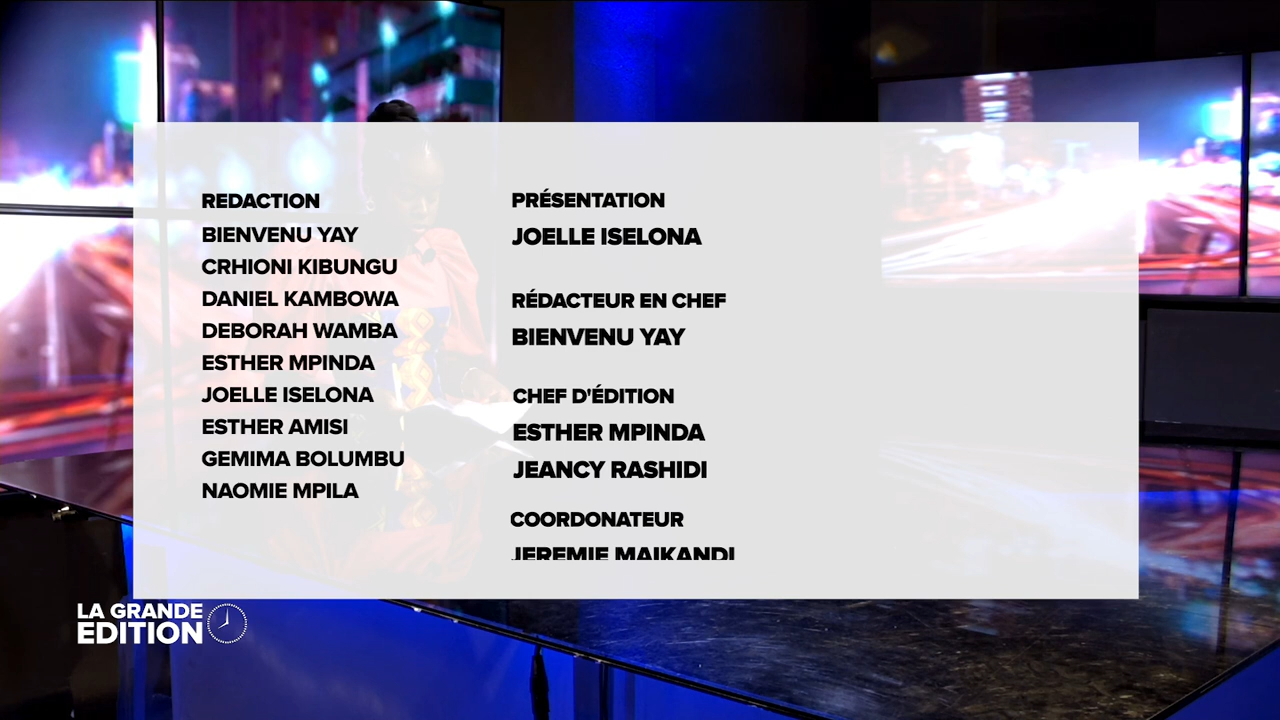 REDACTION
BIENVENU YAY
CRHIONI KIBUNGU
DANIEL KAMBOWA
DEBORAH WAMBA
ESTHER MPINDA
JOELLE ISELONA
ESTHER AMISI
GEMIMA BOLUMBU
NAOMIE MPILA
PRÉSENTATION
JOELLE ISELONA
RÉDACTEUR EN CHEF
BIENVENU YAY
CHEF D'ÉDITION
ESTHER MPINDA
JEANCY RASHIDI
COORDONATEUR
JEREMIE MAIKANDI
LA GRANDE
EDITION